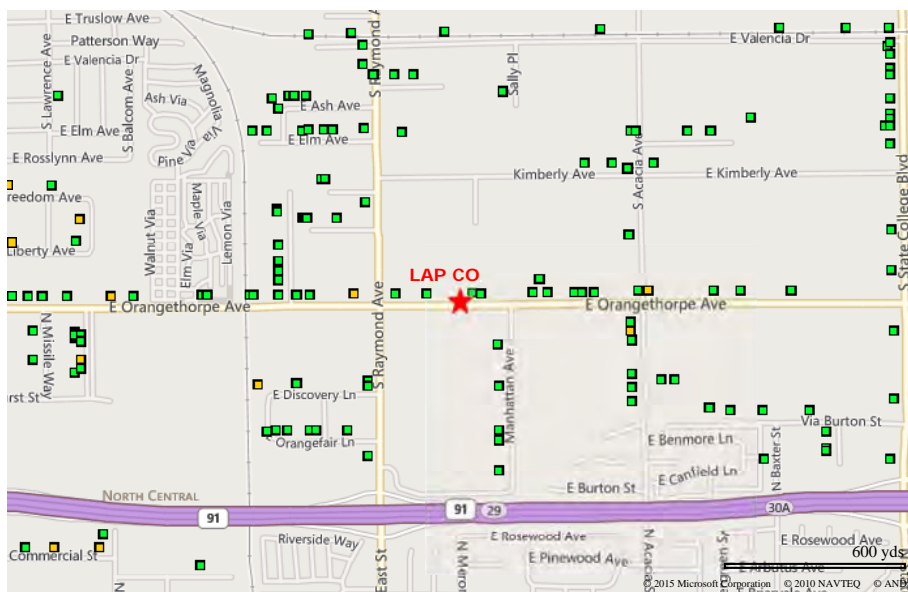 E Truslow Ave
Patterson Way
E Valencia Dr
E Valencia Dr
S Lawrence Ave
S Balcom Ave
Magnolia Via
S Raymond A
Sally Pl
Ash Via
E Ash Ave
E Elm Ave
E Elm Ave
E Rosslynn Ave
Pine Via
Kimberly Ave
E Kimberly Ave
S Acacia Ave
S State College Blvd
reedom Ave
Walnut Via
Maple Via
Elm Via
Lemon Via
Liberty Ave
LAP CO
E Orangethorpe Ave
E Orangethorpe Ave
S Raymond Ave
N Missile Way
Manhattan Ave
rst St
E Discovery Ln
Orangefair Ln
Via Burton St
E Benmore Ln
E Canfield Ln
N Baxter St
E Burton St
NORTH CENTRAL
91
91
29
30A
Commercial St
Riverside Way
East St
E Rosewood Ave
E Rosewood Ave
E Pinewood Ave
E Arbutus Ave
N
N Meron
N Acacia
600 yds
© 2015 Microsoft Corporation © 2010 NAVTEQ © AND